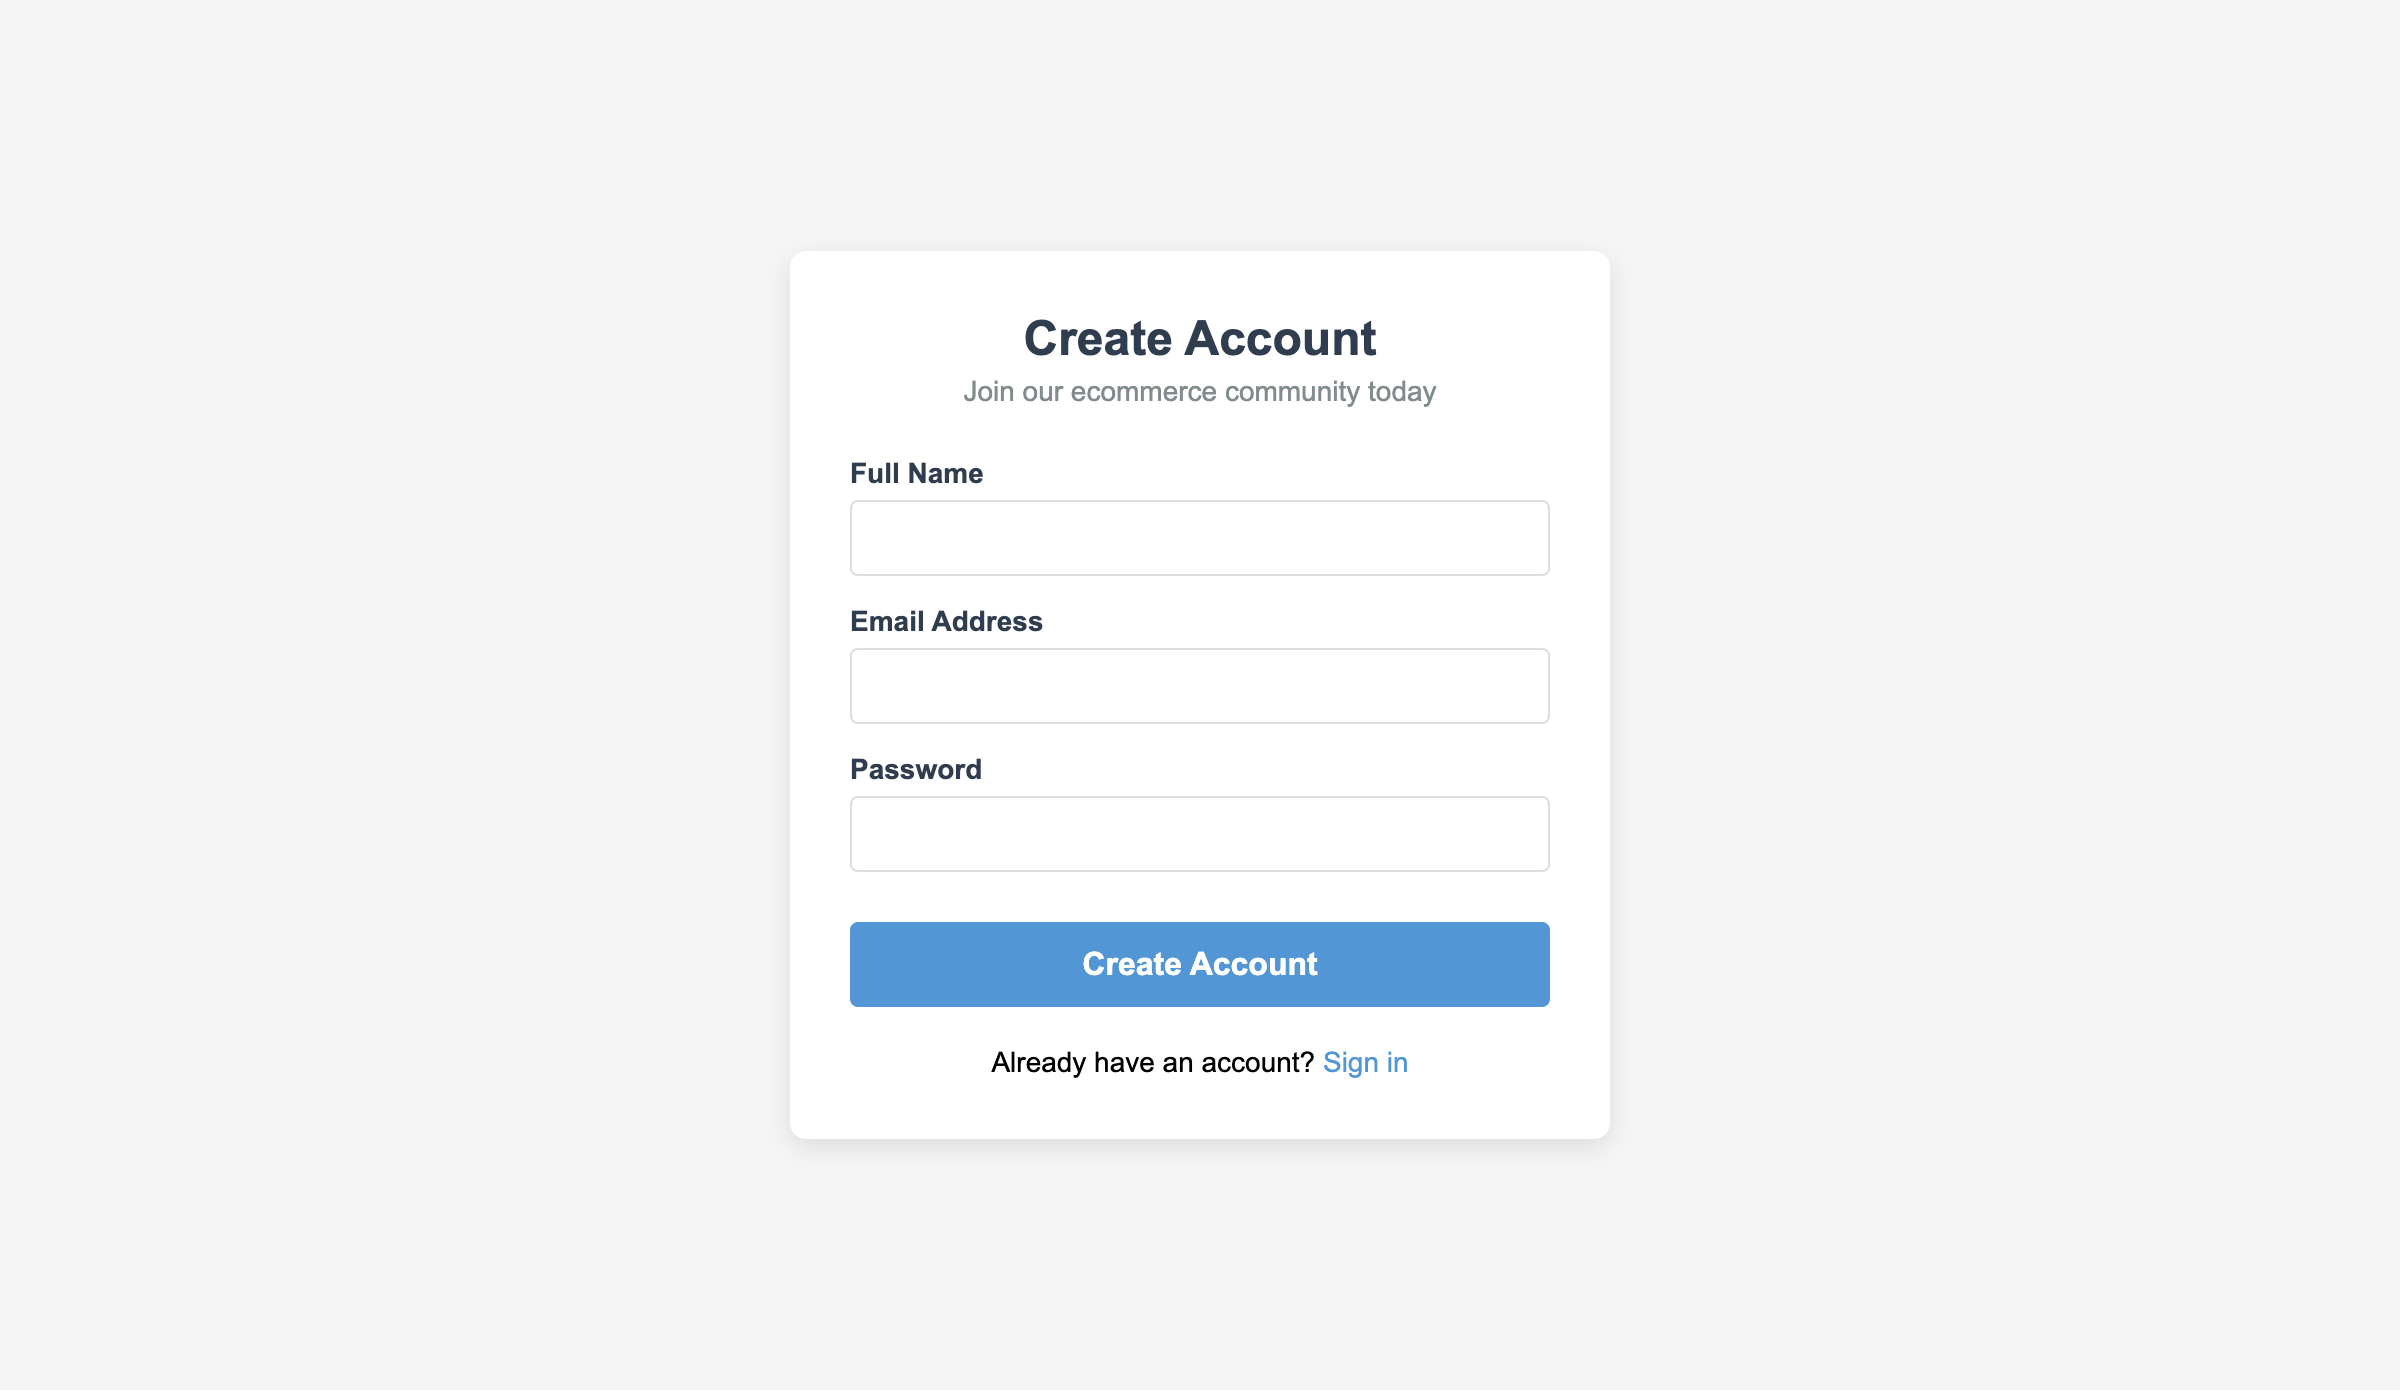 Create Account
Join our ecommerce community today
Full Name
Email Address
Password
Create Account
Already have an account? Sign in